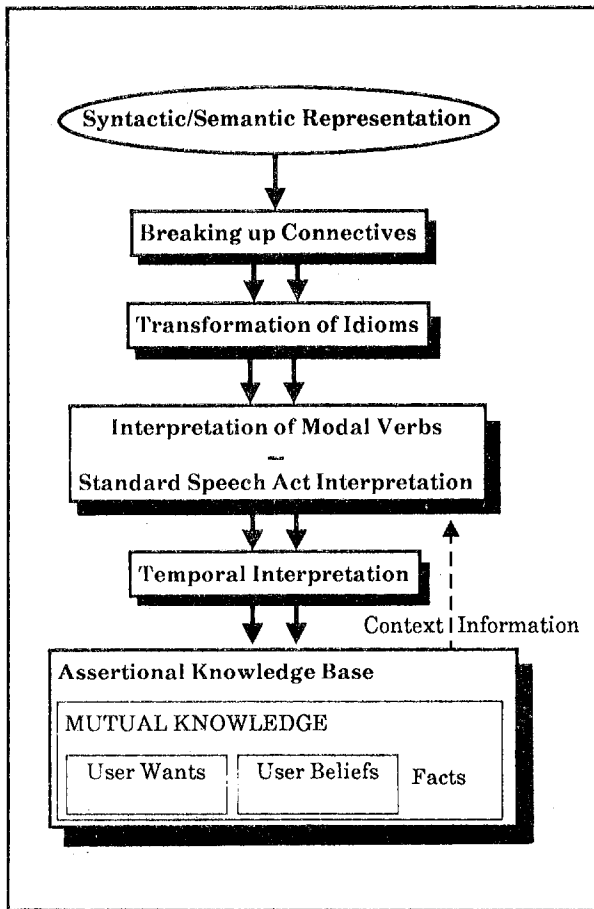 Syntactic/Semantic Representation
Breaking up Connectives
Transformation of Idioms
Interpretation of Modal Verbs
–
Standard Speech Act Interpretation
Temporal Interpretation
Context Information
Assertional Knowledge Base
MUTUAL KNOWLEDGE
User Wants
User Beliefs
Facts